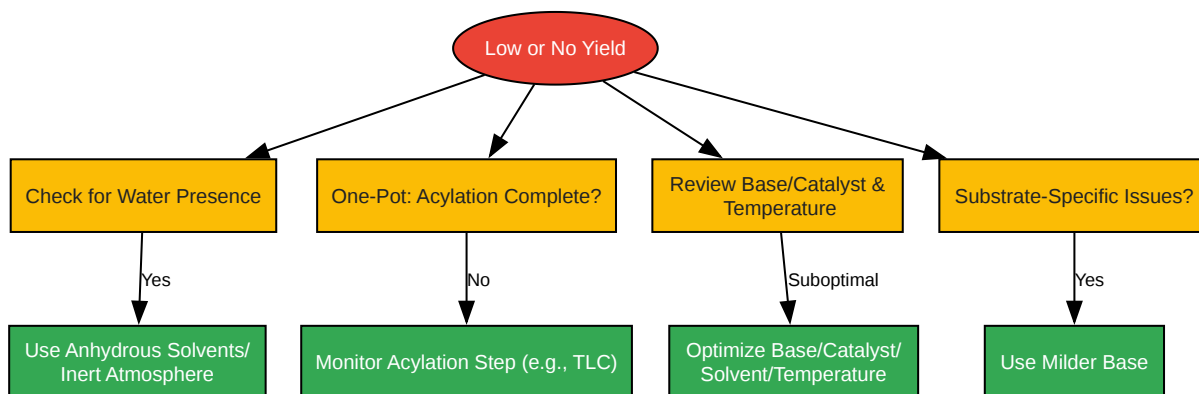 Low or No Yield
Check for Water Presence
One-Pot: Acylation Complete?
Review Base/Catalyst &
Temperature
Substrate-Specific Issues?
Yes
No
Suboptimal
Yes
Use Anhydrous Solvents/
Inert Atmosphere
Monitor Acylation Step (e.g., TLC)
Optimize Base/Catalyst/
Solvent/Temperature
Use Milder Base